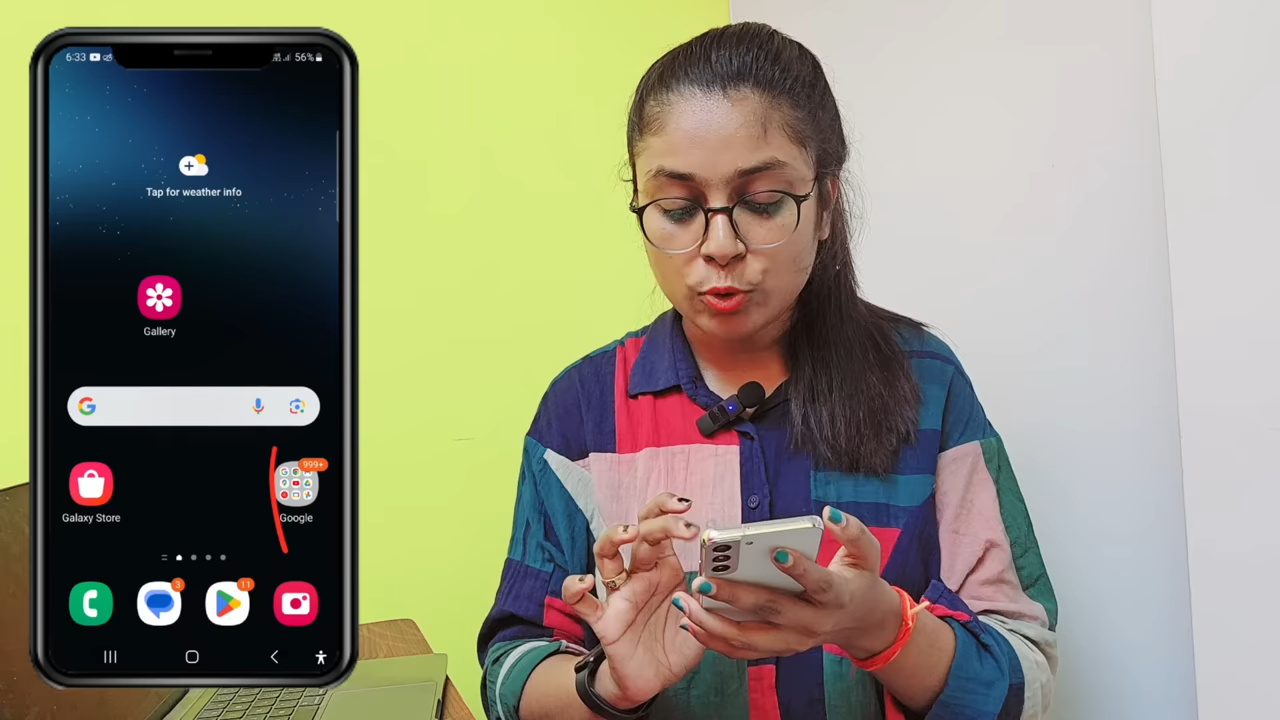 6:33 56%
Tap for weather info
Gallery
G
999+
Galaxy Store Google
3 11